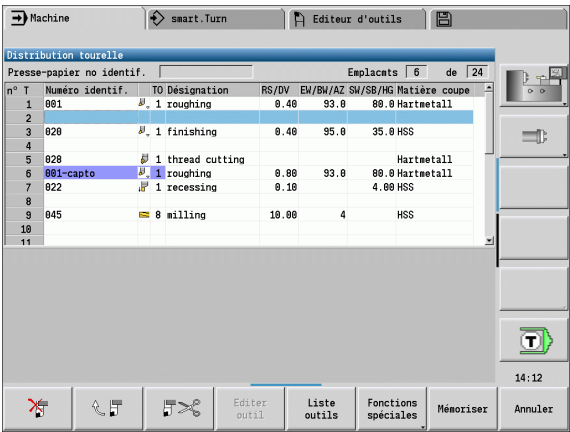 Machine smart.Turn Editeur d'outils
Distribution tourelle
Presse-papier no identif. Emplacmts 6 de 24
n° T Numéro identif. TO Désignation RS/DV EW/BW/AZ SW/SB/HG Matière coupe
1 001 1 roughing 0.40 93.0 80.0 Hartmetall
2
3 020 1 finishing 0.40 95.0 35.0 HSS
4
5 028 1 thread cutting Hartmetall
6 001-capto 1 roughing 0.80 93.0 80.0 Hartmetall
7 022 1 recessing 0.10 4.00 HSS
8
9 045 8 milling 10.00 4 HSS
10
11
T
14:12
Editer outil
Liste outils
Fonctions spéciales
Mémoriser
Annuler